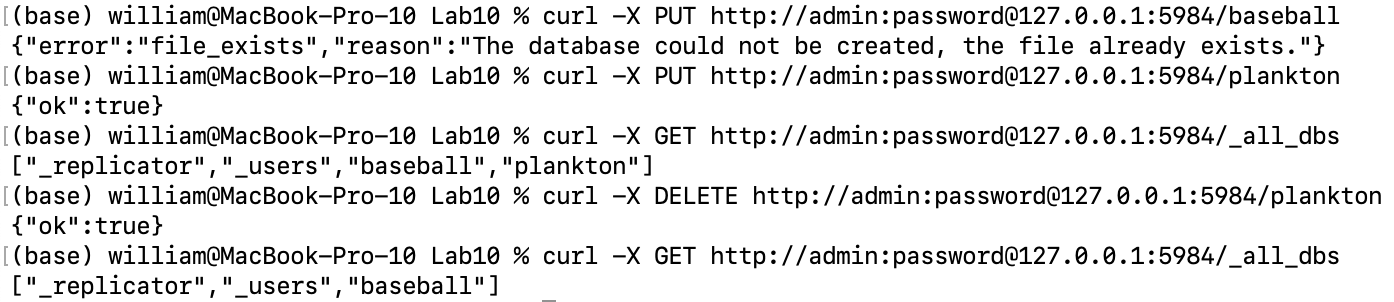 [(base) william@MacBook-Pro-10 Lab10 % curl -X PUT http://admin:password@127.0.0.1:5984/baseball
{"error":"file_exists","reason":"The database could not be created, the file already exists."}
[(base) william@MacBook-Pro-10 Lab10 % curl -X PUT http://admin:password@127.0.0.1:5984/plankton
{"ok":true}
[(base) william@MacBook-Pro-10 Lab10 % curl -X GET http://admin:password@127.0.0.1:5984/_all_dbs
["_replicator","_users","baseball","plankton"]
[(base) william@MacBook-Pro-10 Lab10 % curl -X DELETE http://admin:password@127.0.0.1:5984/plankton
{"ok":true}
[(base) william@MacBook-Pro-10 Lab10 % curl -X GET http://admin:password@127.0.0.1:5984/_all_dbs
["_replicator","_users","baseball"]